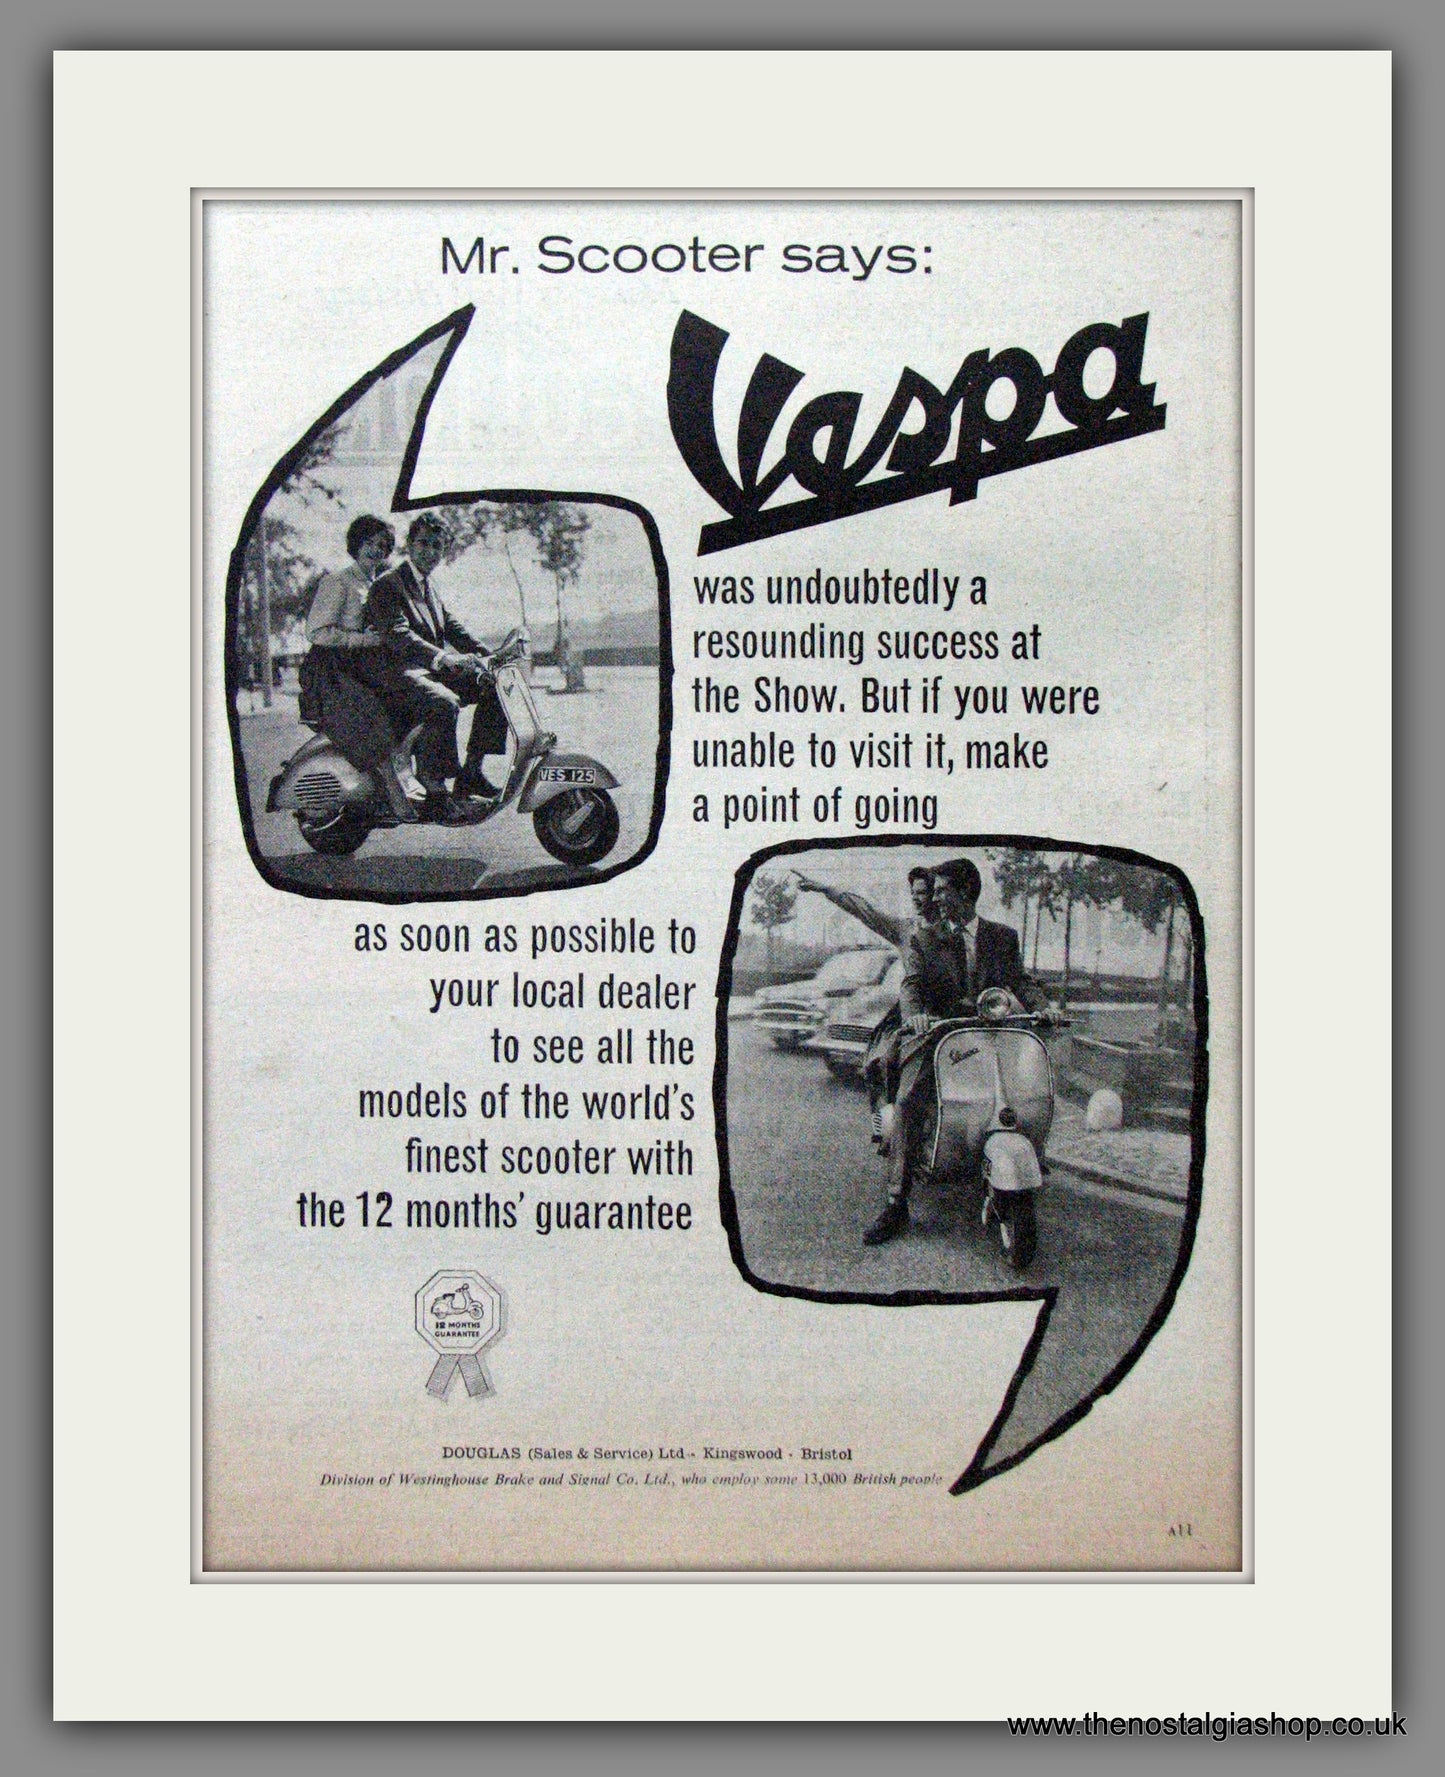 Mr. Scooter says:
Vespa
was undoubtedly a
resounding success at
the Show. But if you were
unable to visit it, make
a point of going
VES 125
Vespa
as soon as possible to
your local dealer
to see all the
models of the world's
finest scooter with
the 12 months' guarantee
12 MONTHS
GUARANTEE
DOUGLAS (Sales & Service) Ltd - Kingswood - Bristol
Division of Westinghouse Brake and Signal Co. Ltd., who employ some 13,000 British people
A11
www.thenostalgiashop.co.uk